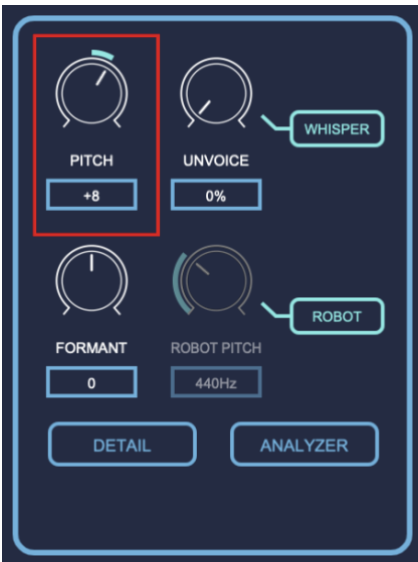 WHISPER
PITCH UNVOICE
+8 0%
ROBOT
FORMANT ROBOT PITCH
0 440Hz
DETAIL ANALYZER